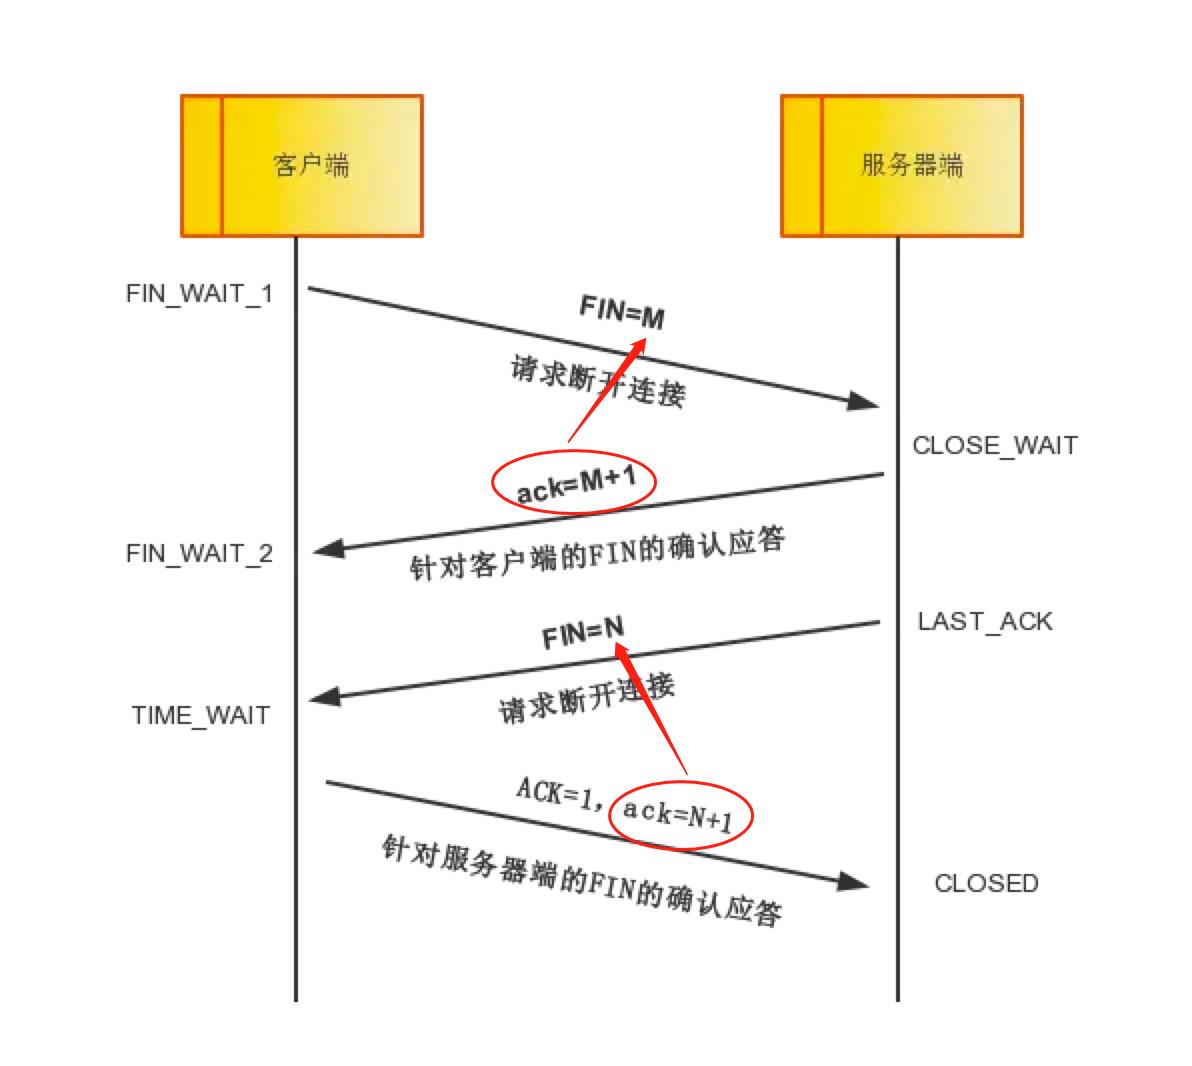 客户端
服务器端
FIN_WAIT_1
FIN=M
请求断开连接
CLOSE_WAIT
ack=M+1
FIN_WAIT_2
针对客户端的FIN的确认应答
FIN=N
LAST_ACK
请求断开连接
TIME_WAIT
ACK=1, ack=N+1
针对服务器端的FIN的确认应答
CLOSED